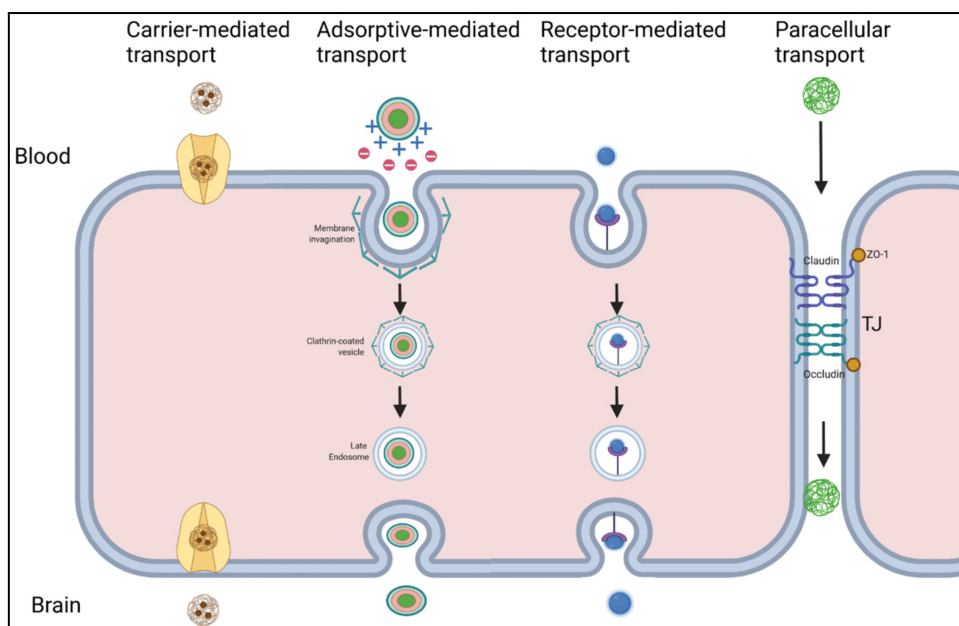 Carrier-mediated
transport
Adsorptive-mediated
transport
Receptor-mediated
transport
Paracellular
transport
Blood
Membrane
invagination
Claudin
ZO-1
TJ
Clathrin-coated
vesicle
Occludin
Late
Endosome
Brain